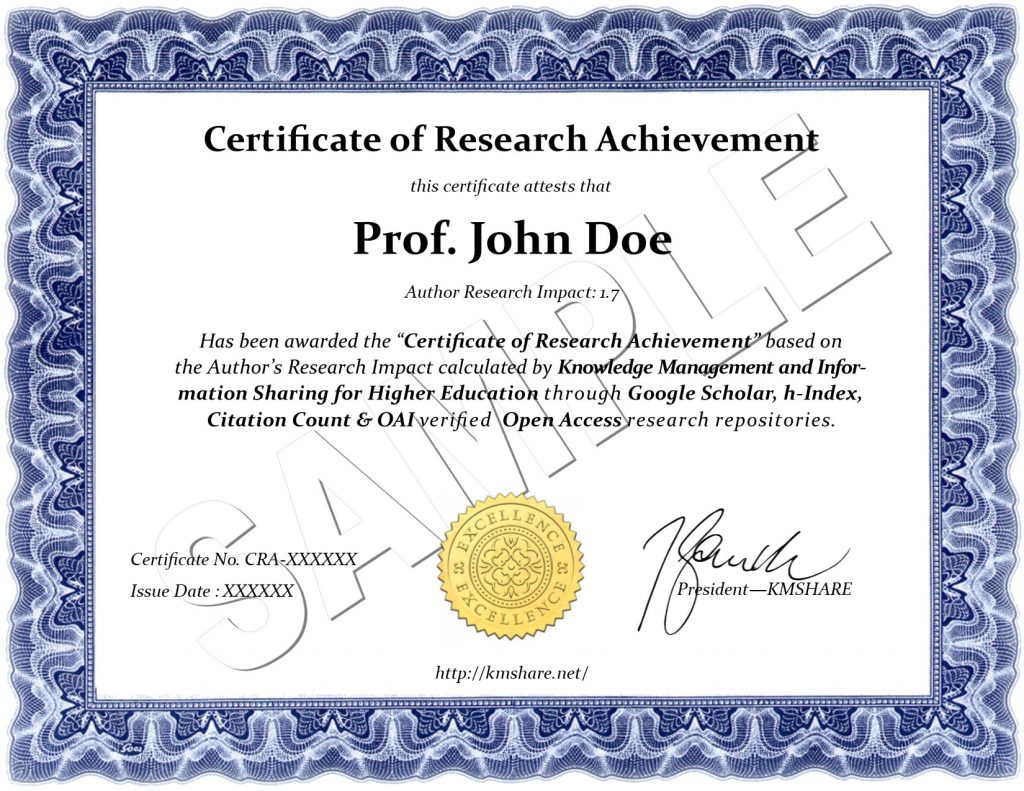 Certificate of Research Achievement
this certificate attests that
Prof. John Doe
Author Research Impact: 1.7
Has been awarded the “Certificate of Research Achievement” based on
the Author’s Research Impact calculated by Knowledge Management and Infor-
mation Sharing for Higher Education through Google Scholar, h-Index,
Citation Count & OAI verified Open Access research repositories.
SAMPLE
EXCELLENCE
EXCELLENCE
Certificate No. CRA-XXXXXX
Issue Date : XXXXXX
President—KMSHARE
http://kmshare.net/
Goes